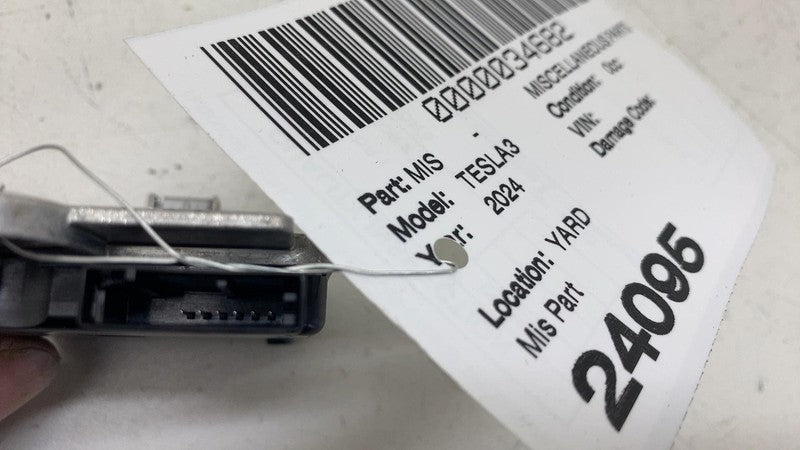 0000034682
Part: MIS -
MISCELLANEOUS PARTS
Model: TESLA3
Condition:
Year: 2024
VIN:
Damage Code:
Location: YARD
Mis Part
24095